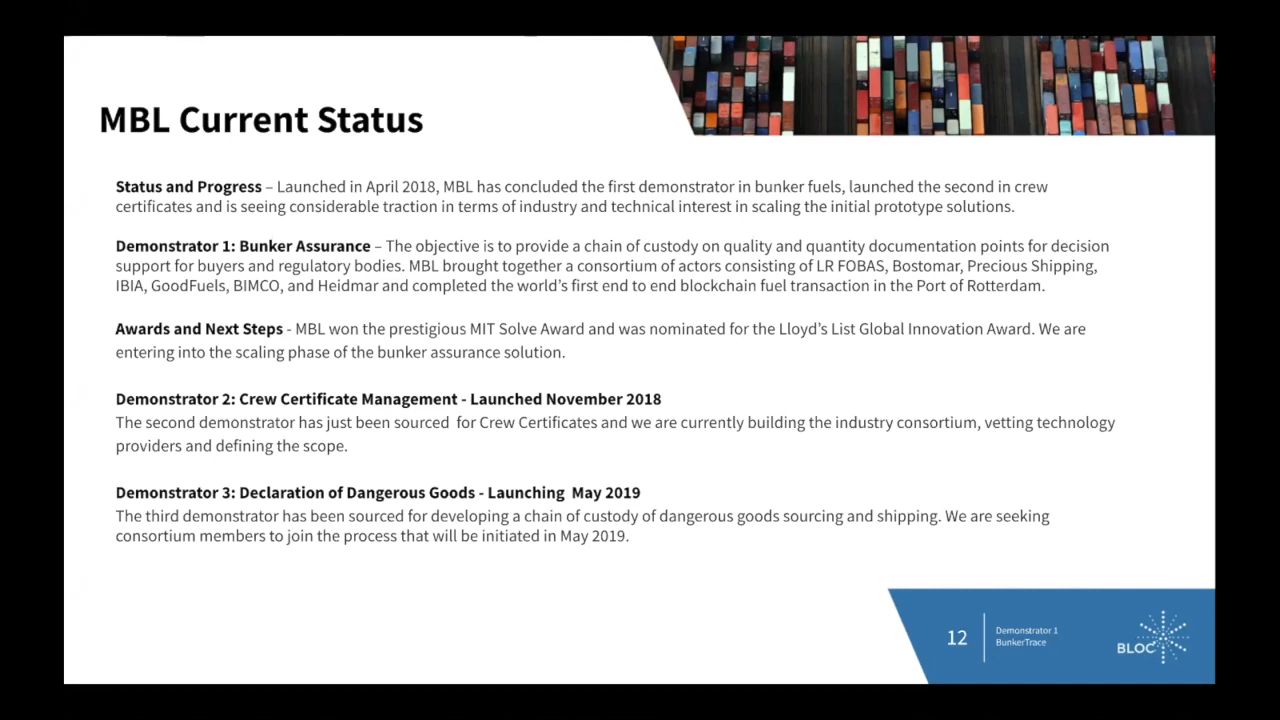 MBL Current Status
Status and Progress – Launched in April 2018, MBL has concluded the first demonstrator in bunker fuels, launched the second in crew
certificates and is seeing considerable traction in terms of industry and technical interest in scaling the initial prototype solutions.
Demonstrator 1: Bunker Assurance – The objective is to provide a chain of custody on quality and quantity documentation points for decision
support for buyers and regulatory bodies. MBL brought together a consortium of actors consisting of LR FOBAS, Bostomar, Precious Shipping,
IBIA, GoodFuels, BIMCO, and Heidmar and completed the world's first end to end blockchain fuel transaction in the Port of Rotterdam.
Awards and Next Steps - MBL won the prestigious MIT Solve Award and was nominated for the Lloyd's List Global Innovation Award. We are
entering into the scaling phase of the bunker assurance solution.
Demonstrator 2: Crew Certificate Management - Launched November 2018
The second demonstrator has just been sourced for Crew Certificates and we are currently building the industry consortium, vetting technology
providers and defining the scope.
Demonstrator 3: Declaration of Dangerous Goods - Launching May 2019
The third demonstrator has been sourced for developing a chain of custody of dangerous goods sourcing and shipping. We are seeking
consortium members to join the process that will be initiated in May 2019.
12
Demonstrator 1
BunkerTrace
BLOC